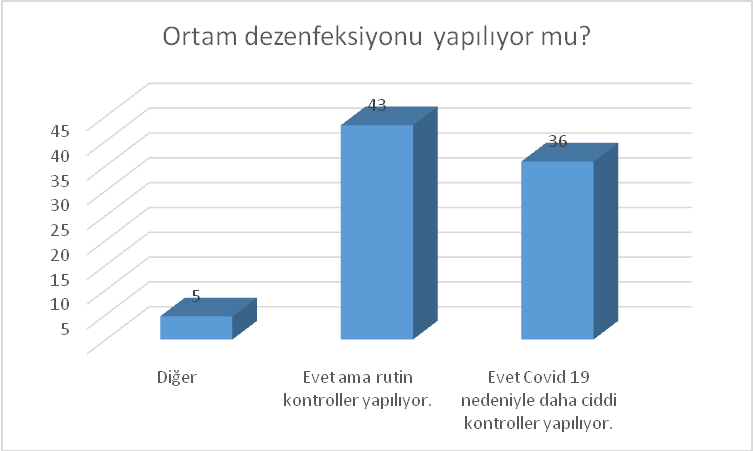 Ortam dezenfeksiyonu yapılıyor mu?
43
36
5
45
40
35
30
25
20
15
10
5
Diğer
Evet ama rutin
kontroller yapılıyor.
Evet Covid 19
nedeniyle daha ciddi
kontroller yapılıyor.